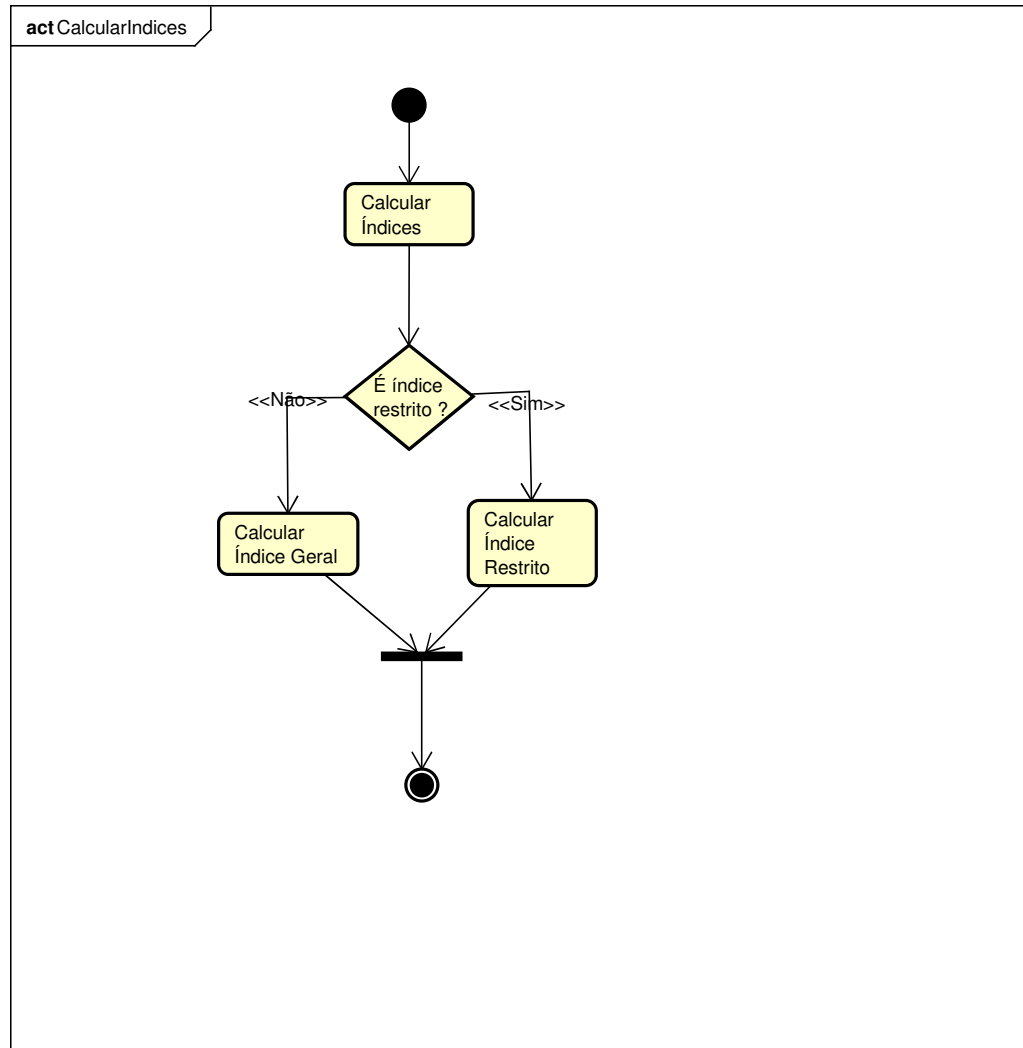 act CalcularIndices
Calcular
Índices
É índice
restrito ?
<<Não>>
<<Sim>>
Calcular
Índice Geral
Calcular
Índice
Restrito